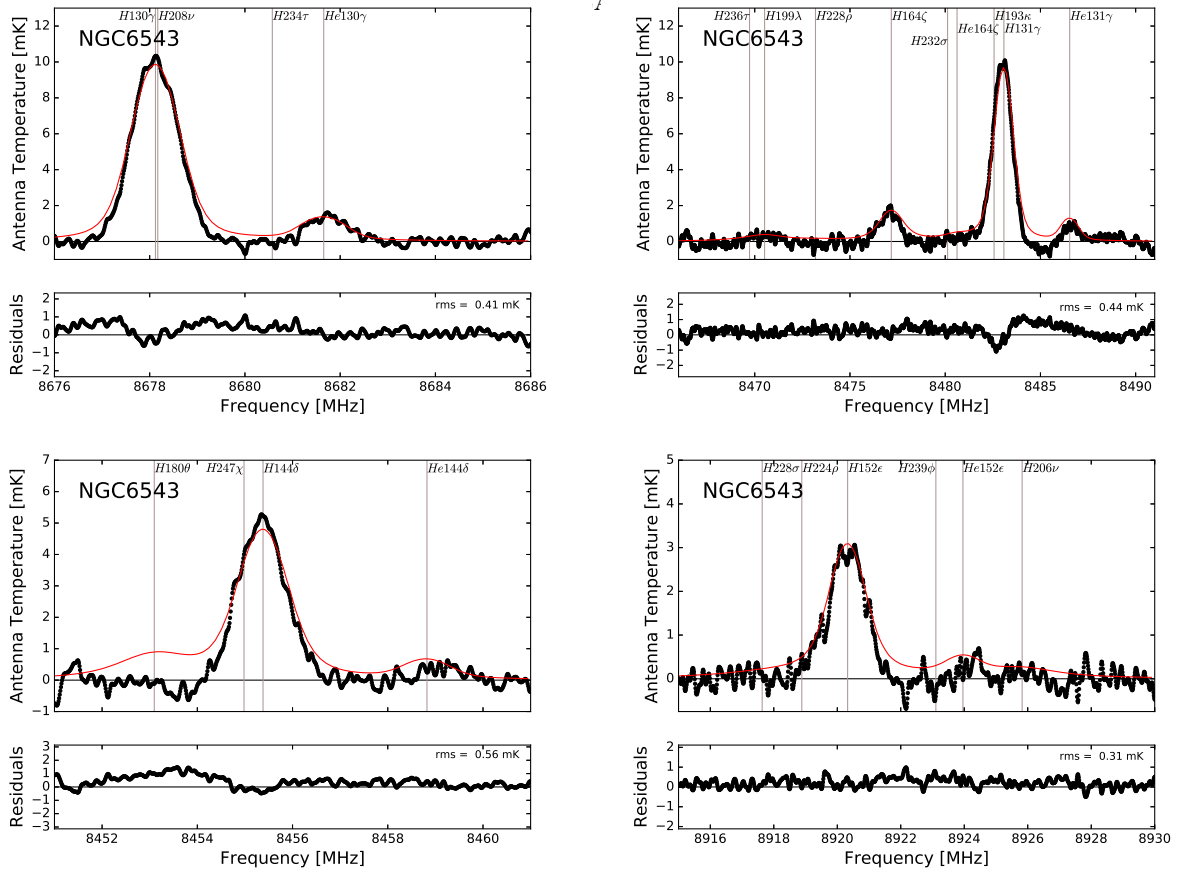 H130γ H208ν H234τ He130γ
NGC6543
Antenna Temperature [mK]
12
10
8
6
4
2
0
rms = 0.41 mK
Residuals
2
1
0
−1
−2
8676 8678 8680 8682 8684 8686
Frequency [MHz]
H236τ H199λ H228ρ H164ζ H193κ He131γ
He164ζ H131γ
H232σ
NGC6543
Antenna Temperature [mK]
12
10
8
6
4
2
0
rms = 0.44 mK
Residuals
2
1
0
−1
−2
8470 8475 8480 8485 8490
Frequency [MHz]
H180θ H247χ H144δ He144δ
NGC6543
Antenna Temperature [mK]
7
6
5
4
3
2
1
0
−1
rms = 0.56 mK
Residuals
3
2
1
0
−1
−2
−3
8452 8454 8456 8458 8460
Frequency [MHz]
H228σ H224ρ H152ε H239ϕ He152ε H206ν
NGC6543
Antenna Temperature [mK]
5
4
3
2
1
0
rms = 0.31 mK
Residuals
2
1
0
−1
−2
8916 8918 8920 8922 8924 8926 8928 8930
Frequency [MHz]